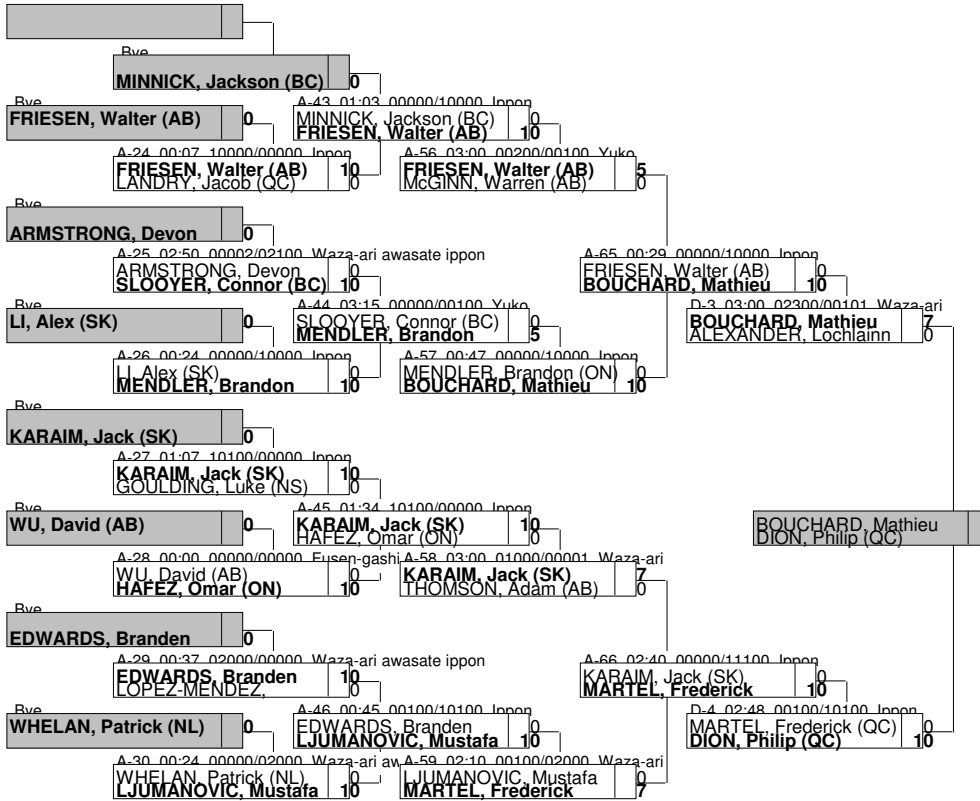 Bye
MINNICK, Jackson (BC) 0
Bye
FRIESEN, Walter (AB) 0
A-43 01:03 00000/10000 Ippon
MINNICK, Jackson (BC) 0
FRIESEN, Walter (AB) 10
A-24 00:07 10000/00000 Ippon
FRIESEN, Walter (AB) 10
LANDRY, Jacob (QC) 0
A-56 03:00 00200/00100 Yuko
FRIESEN, Walter (AB) 5
McGINN, Warren (AB) 0
Bye
ARMSTRONG, Devon 0
A-25 02:50 00002/02100 Waza-ari awasate ippon
ARMSTRONG, Devon 0
SLOOYER, Connor (BC) 10
A-65 00:29 00000/10000 Ippon
FRIESEN, Walter (AB) 0
BOUCHARD, Mathieu 10
Bye
LI, Alex (SK) 0
A-44 03:15 00000/00100 Yuko
SLOOYER, Connor (BC) 0
MENDLER, Brandon 5
D-3 03:00 02300/00101 Waza-ari
BOUCHARD, Mathieu 7
ALEXANDER, Lochlainn 0
A-26 00:24 00000/10000 Ippon
LI, Alex (SK) 0
MENDLER, Brandon 10
A-57 00:47 00000/10000 Ippon
MENDLER, Brandon (ON) 0
BOUCHARD, Mathieu 10
Bye
KARAIM, Jack (SK) 0
A-27 01:07 10100/00000 Ippon
KARAIM, Jack (SK) 10
GOULDING, Luke (NS) 0
Bye
WU, David (AB) 0
A-45 01:34 10100/00000 Ippon
KARAIM, Jack (SK) 10
HAFEZ, Omar (ON) 0
BOUCHARD, Mathieu
DION, Philip (QC)
A-28 00:00 00000/00000 Fusen-gashi
WU, David (AB) 0
HAFEZ, Omar (ON) 10
A-58 03:00 01000/00001 Waza-ari
KARAIM, Jack (SK) 7
THOMSON, Adam (AB) 0
Bye
EDWARDS, Branden 0
A-29 00:37 02000/00000 Waza-ari awasate ippon
EDWARDS, Branden 10
LOPEZ-MENDEZ, 0
A-66 02:40 00000/11100 Ippon
KARAIM, Jack (SK) 0
MARTEL, Frederick 10
Bye
WHELAN, Patrick (NL) 0
A-46 00:45 00100/10100 Ippon
EDWARDS, Branden 0
LJUMANOVIC, Mustafa 10
D-4 02:48 00100/10100 Ippon
MARTEL, Frederick (QC) 0
DION, Philip (QC) 10
A-30 00:24 00000/02000 Waza-ari aw
WHELAN, Patrick (NL) 0
LJUMANOVIC, Mustafa 10
A-59 02:10 00100/02000 Waza-ari
LJUMANOVIC, Mustafa 0
MARTEL, Frederick 7